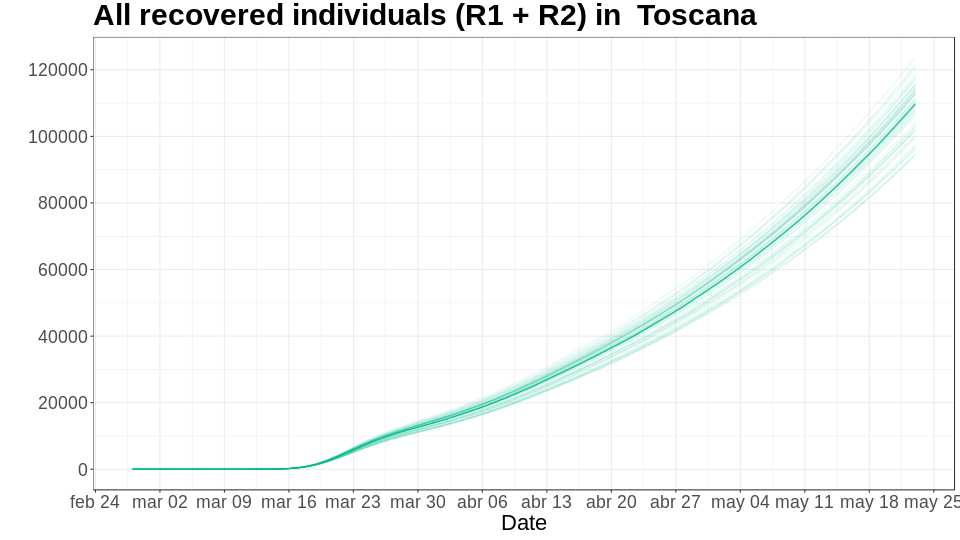 All recovered individuals (R1 + R2) in  Toscana
120000
100000
80000
60000
40000
20000
0
feb 24 mar 02 mar 09 mar 16 mar 23 mar 30 abr 06 abr 13 abr 20 abr 27 may 04 may 11 may 18 may 25
Date